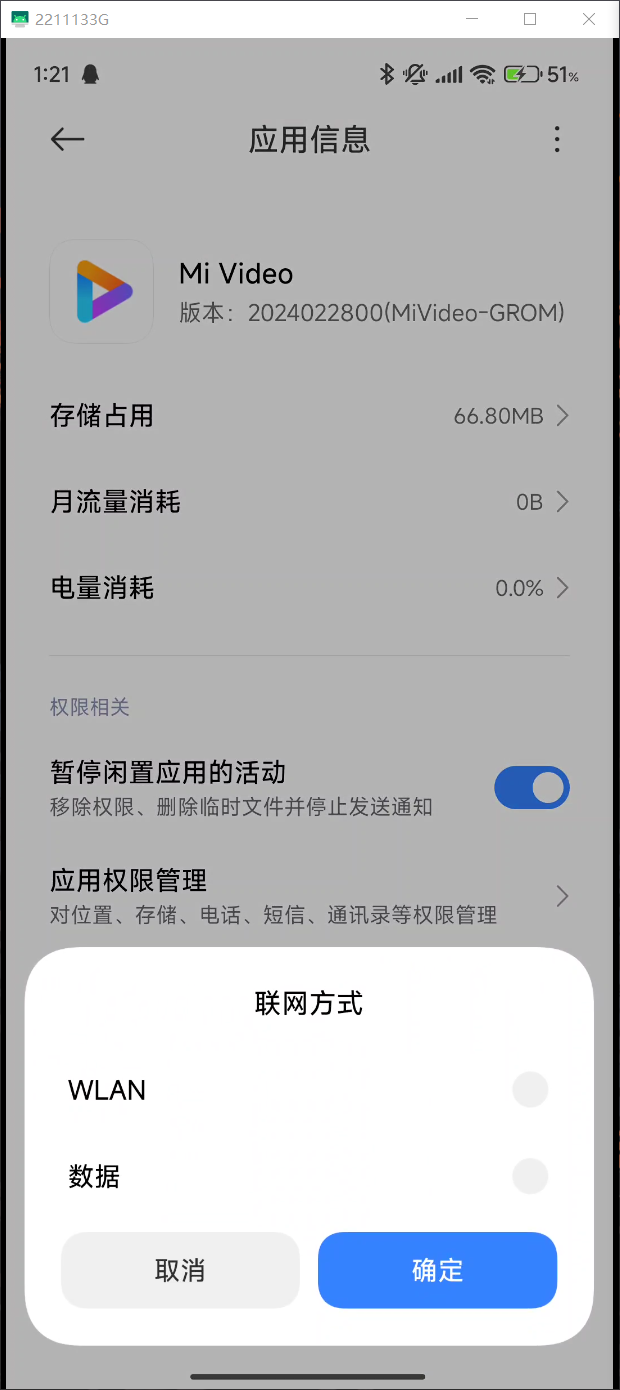 2211133G
1:21
51%
应用信息
Mi Video
版本：2024022800(MiVideo-GROM)
存储占用
66.80MB
月流量消耗
0B
电量消耗
0.0%
权限相关
暂停闲置应用的活动
移除权限、删除临时文件并停止发送通知
应用权限管理
对位置、存储、电话、短信、通讯录等权限管理
联网方式
WLAN
数据
取消
确定